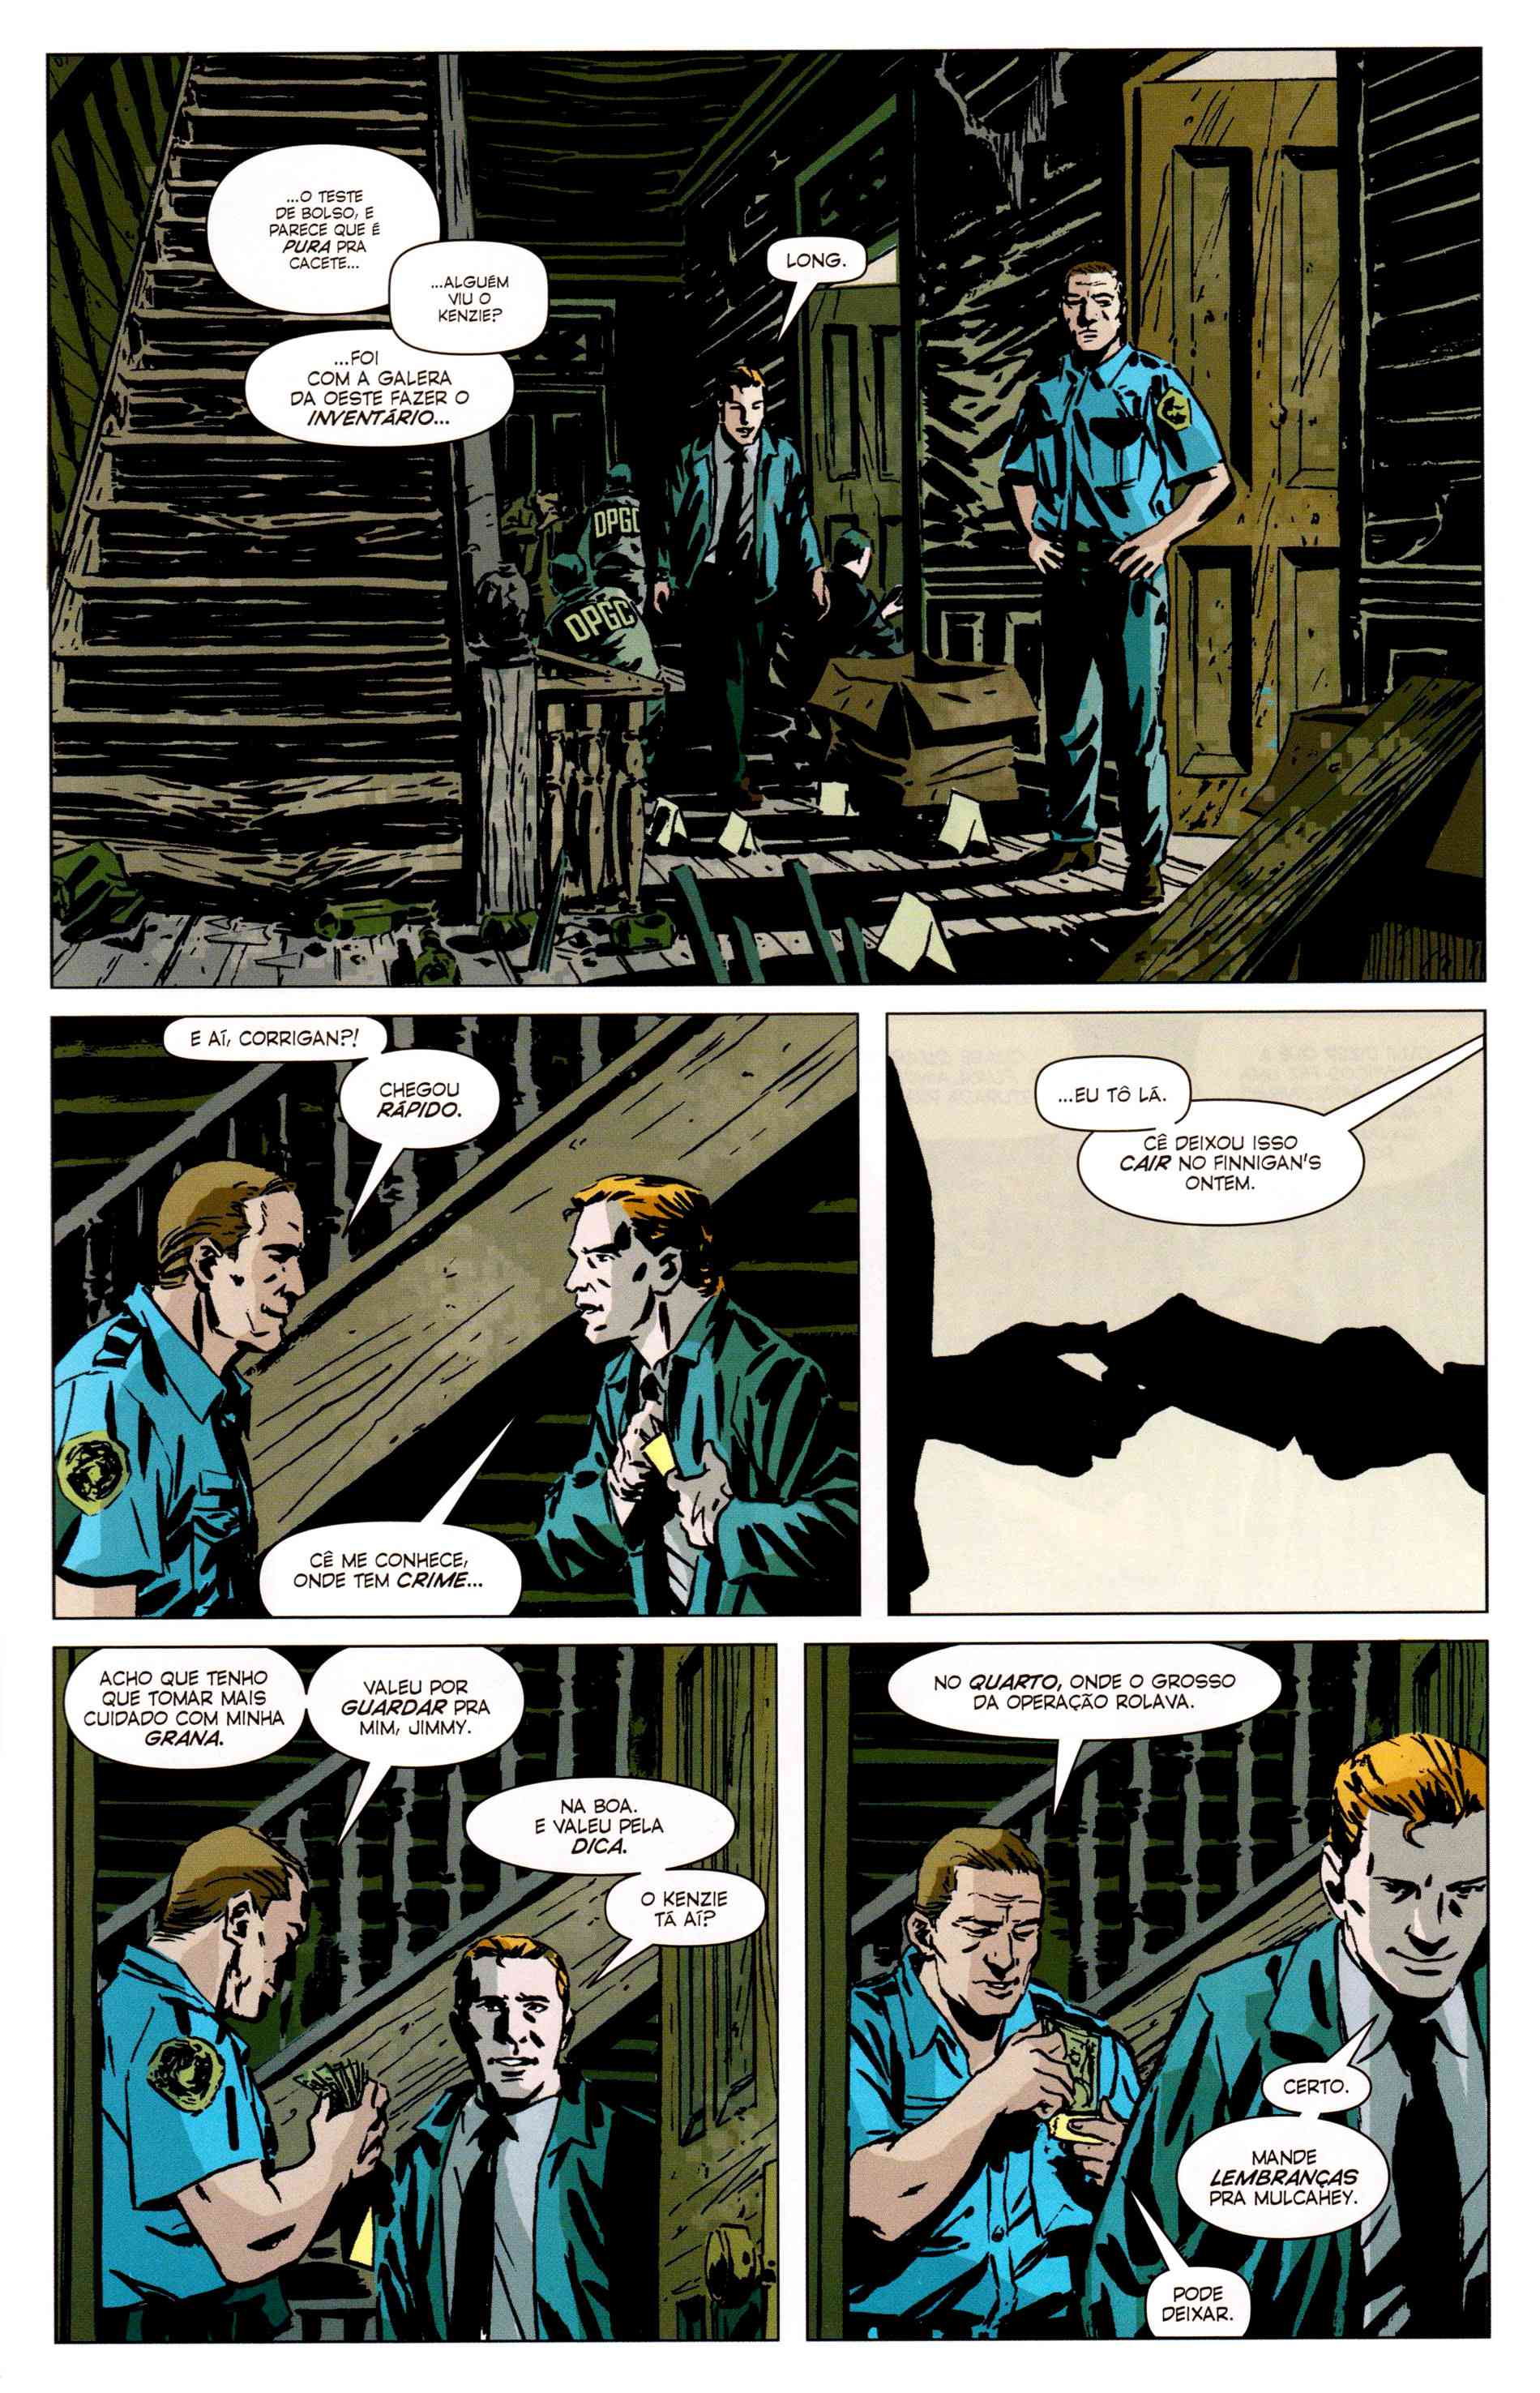 ...O TESTE
DE BOLSO, E
PARECE QUE É
PURA PRA
CACETE...
...ALGUÉM
VIU O
KENZIE?
...FOI
COM A GALERA
DA OESTE FAZER O
INVENTÁRIO...
LONG.
DPGC
DPGC
E AÍ, CORRIGAN?!
CHEGOU
RÁPIDO.
CÊ ME CONHECE,
ONDE TEM CRIME...
...EU TÔ LÁ.
CÊ DEIXOU ISSO
CAIR NO FINNIGAN'S
ONTEM.
ACHO QUE TENHO
QUE TOMAR MAIS
CUIDADO COM MINHA
GRANA.
VALEU POR
GUARDAR PRA
MIM, JIMMY.
NA BOA.
E VALEU PELA
DICA.
O KENZIE
TÁ AÍ?
NO QUARTO, ONDE O GROSSO
DA OPERAÇÃO ROLAVA.
CERTO.
MANDE
LEMBRANÇAS
PRA MULCAHEY.
PODE
DEIXAR.